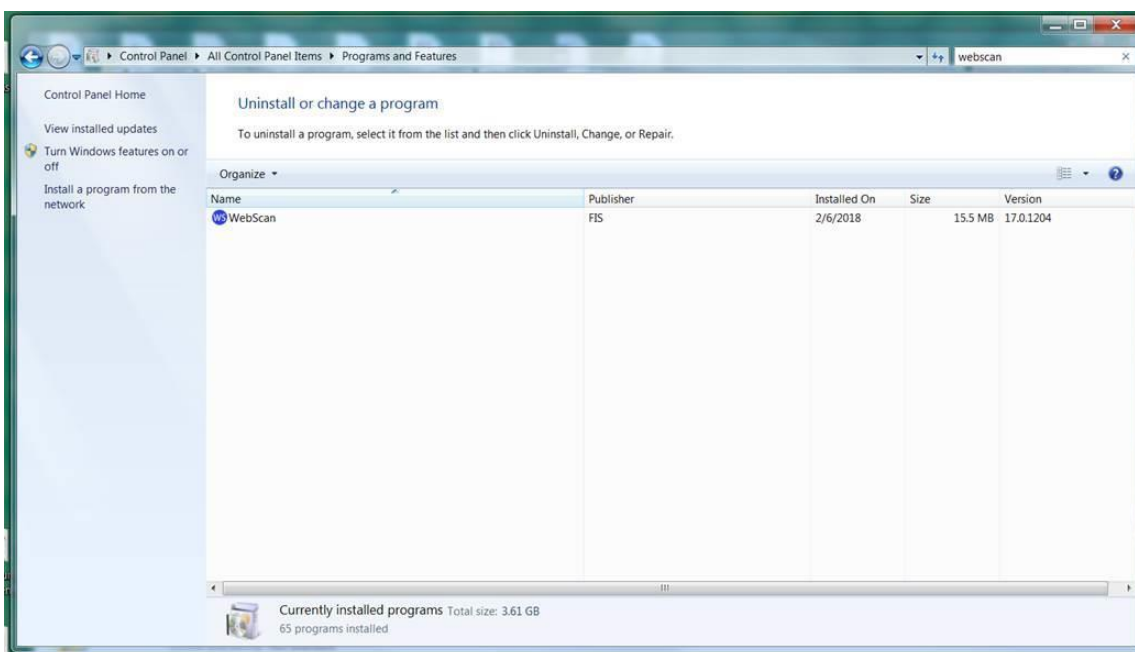 Control Panel ▸ All Control Panel Items ▸ Programs and Features
webscan
Control Panel Home
View installed updates
Turn Windows features on or
off
Install a program from the
network
Uninstall or change a program
To uninstall a program, select it from the list and then click Uninstall, Change, or Repair.
Organize
Name Publisher Installed On Size Version
WS WebScan FIS 2/6/2018 15.5 MB 17.0.1204
Currently installed programs Total size: 3.61 GB
65 programs installed